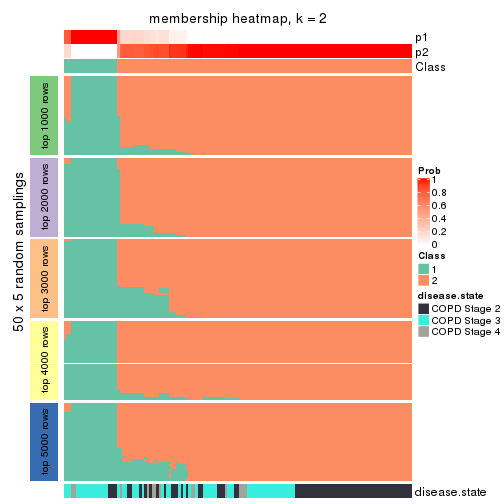 membership heatmap, k = 2
p1
p2
Class
50 x 5 random samplings
top 1000 rows
top 2000 rows
top 3000 rows
top 4000 rows
top 5000 rows
Prob
1
0.8
0.6
0.4
0.2
0
Class
1
2
disease.state
COPD Stage 2
COPD Stage 3
COPD Stage 4
disease.state